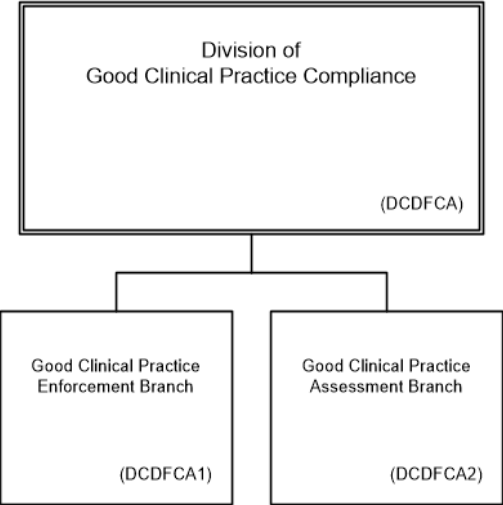 Division of
Good Clinical Practice Compliance
(DCDFCA)
Good Clinical Practice
Enforcement Branch
(DCDFCA1)
Good Clinical Practice
Assessment Branch
(DCDFCA2)